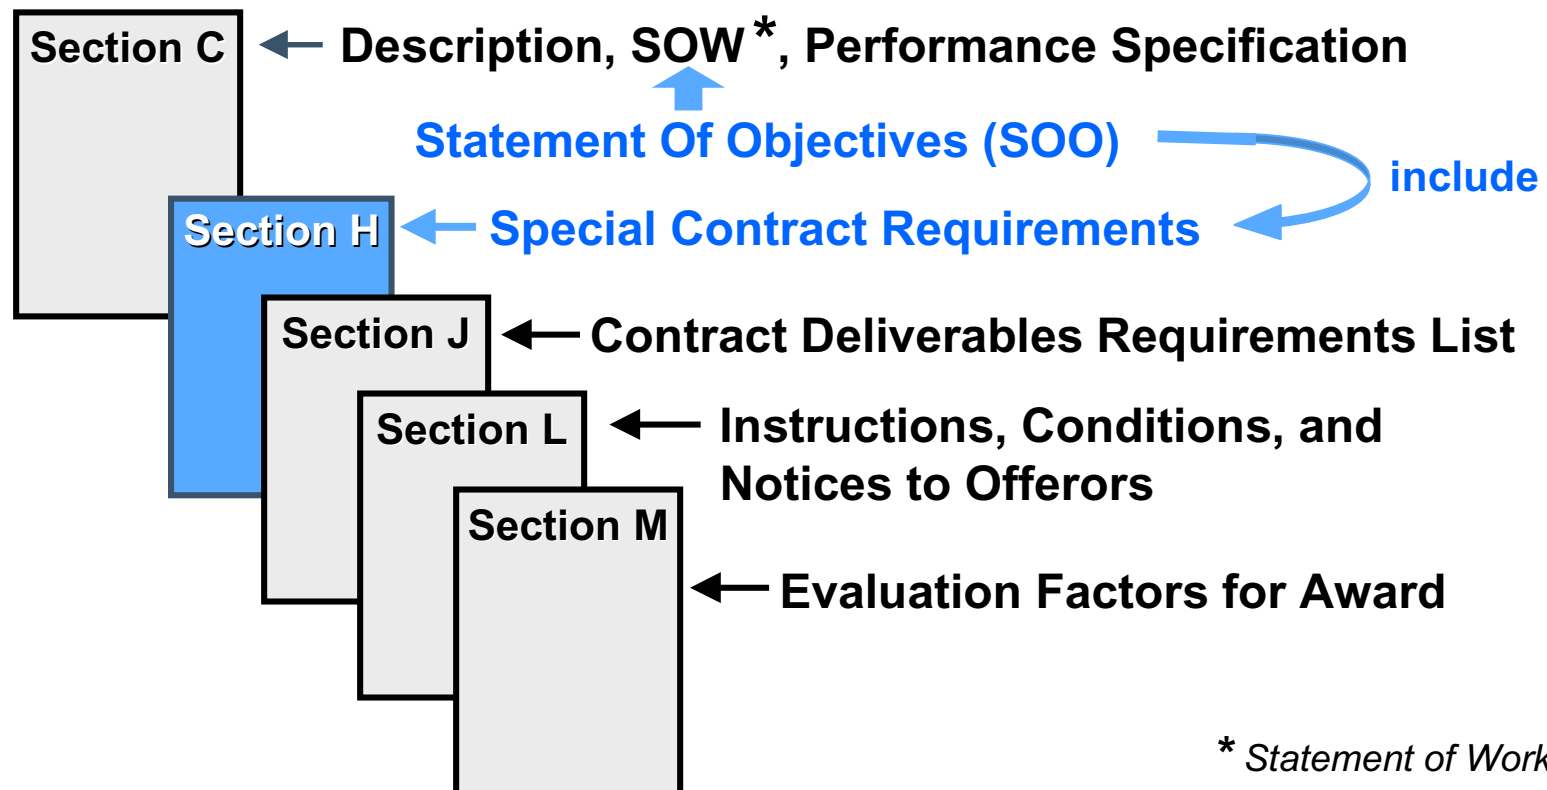 Section C
Description, SOW*, Performance Specification
Statement Of Objectives (SOO)
include
Section H
Special Contract Requirements
Section J
Contract Deliverables Requirements List
Section L
Instructions, Conditions, and
Notices to Offerors
Section M
Evaluation Factors for Award
* Statement of Work